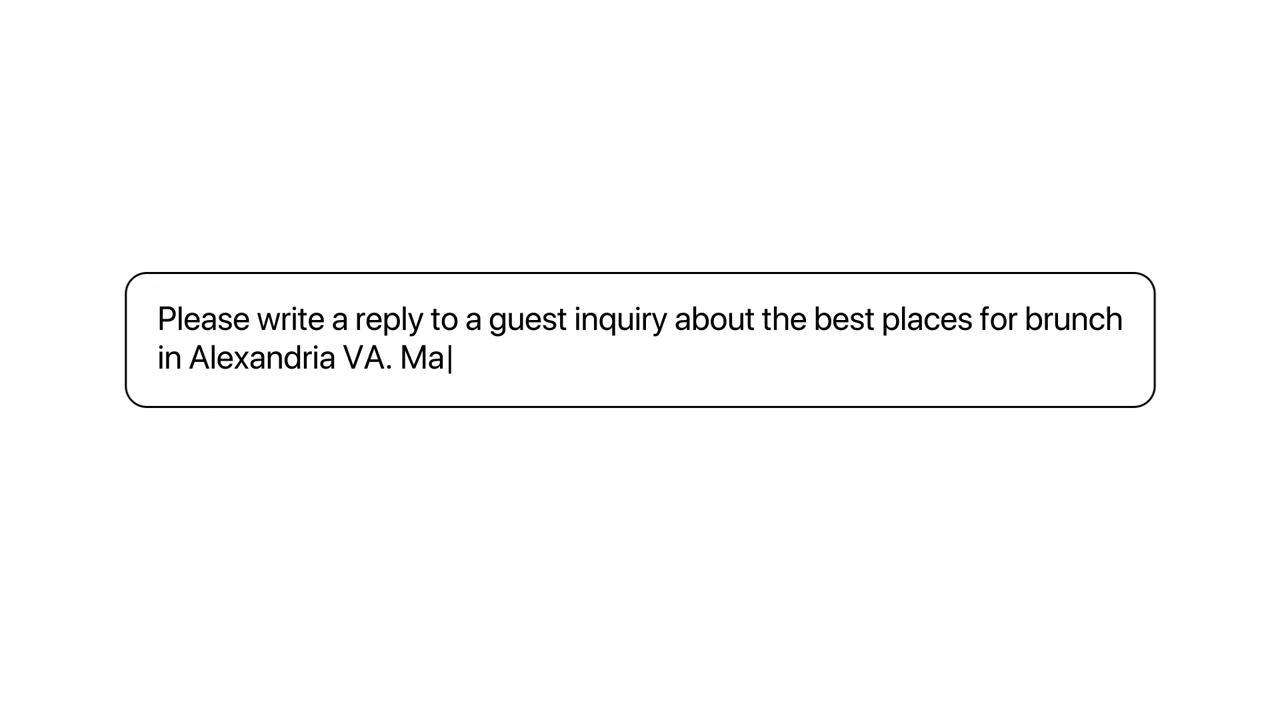 Please write a reply to a guest inquiry about the best places for brunch
in Alexandria VA. Ma